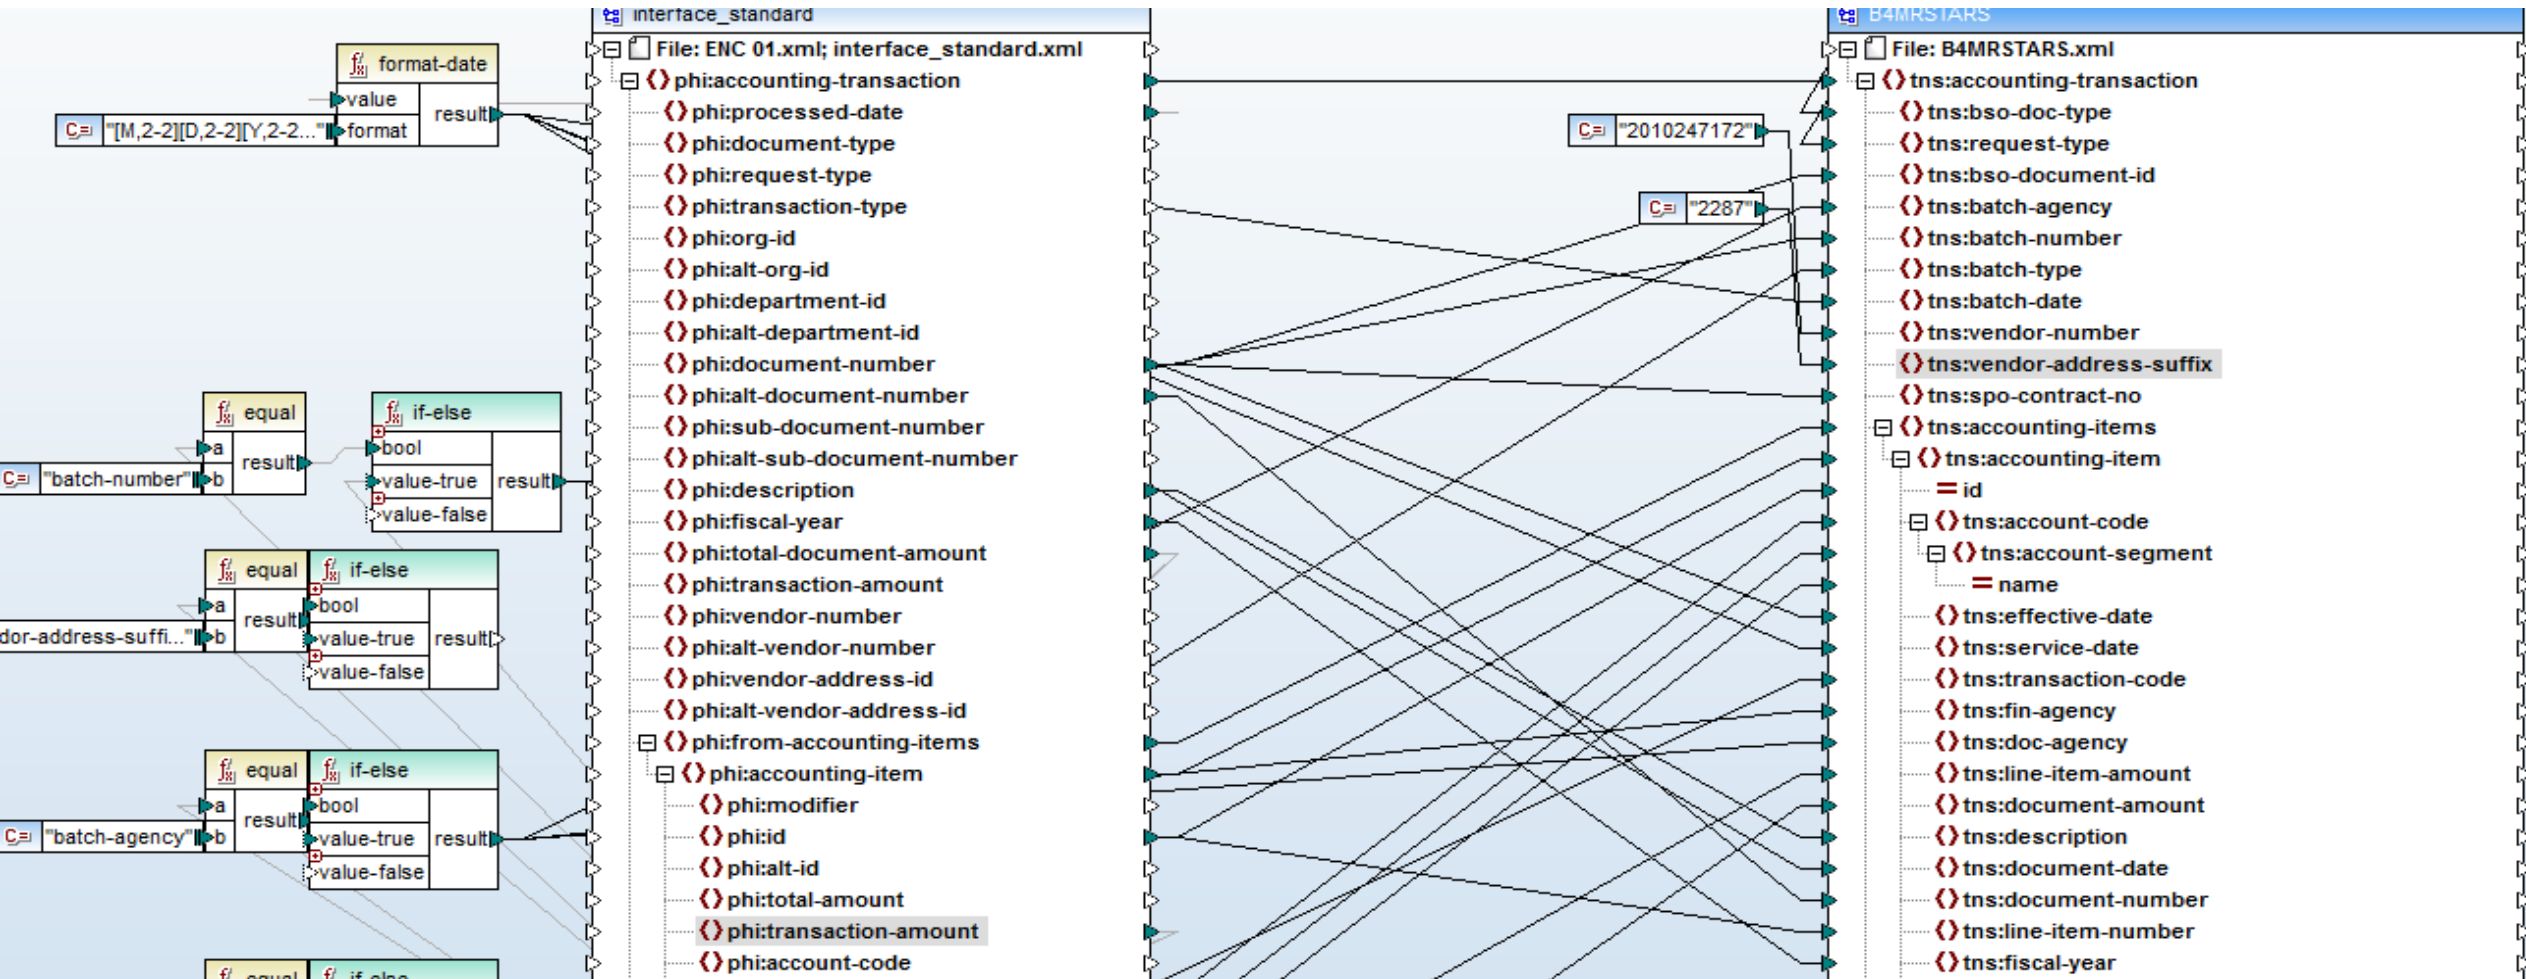 format-date
value
result
C= "[M,2-2][D,2-2][Y,2-2..."
format
equal
a
result
C= "batch-number"
b
if-else
bool
value-true
result
value-false
equal
a
result
dor-address-suffi..."
b
if-else
bool
value-true
result
value-false
equal
a
result
C= "batch-agency"
b
if-else
bool
value-true
result
value-false
equal
if-else
interface_standard
File: ENC 01.xml; interface_standard.xml
phi:accounting-transaction
phi:processed-date
phi:document-type
phi:request-type
phi:transaction-type
phi:org-id
phi:alt-org-id
phi:department-id
phi:alt-department-id
phi:document-number
phi:alt-document-number
phi:sub-document-number
phi:alt-sub-document-number
phi:description
phi:fiscal-year
phi:total-document-amount
phi:transaction-amount
phi:vendor-number
phi:alt-vendor-number
phi:vendor-address-id
phi:alt-vendor-address-id
phi:from-accounting-items
phi:accounting-item
phi:modifier
phi:id
phi:alt-id
phi:total-amount
phi:transaction-amount
phi:account-code
C= "2010247172"
C= "2287"
B4MRSTARS
File: B4MRSTARS.xml
tns:accounting-transaction
tns:bso-doc-type
tns:request-type
tns:bso-document-id
tns:batch-agency
tns:batch-number
tns:batch-type
tns:batch-date
tns:vendor-number
tns:vendor-address-suffix
tns:spo-contract-no
tns:accounting-items
tns:accounting-item
= id
tns:account-code
tns:account-segment
= name
tns:effective-date
tns:service-date
tns:transaction-code
tns:fin-agency
tns:doc-agency
tns:line-item-amount
tns:document-amount
tns:description
tns:document-date
tns:document-number
tns:line-item-number
tns:fiscal-year